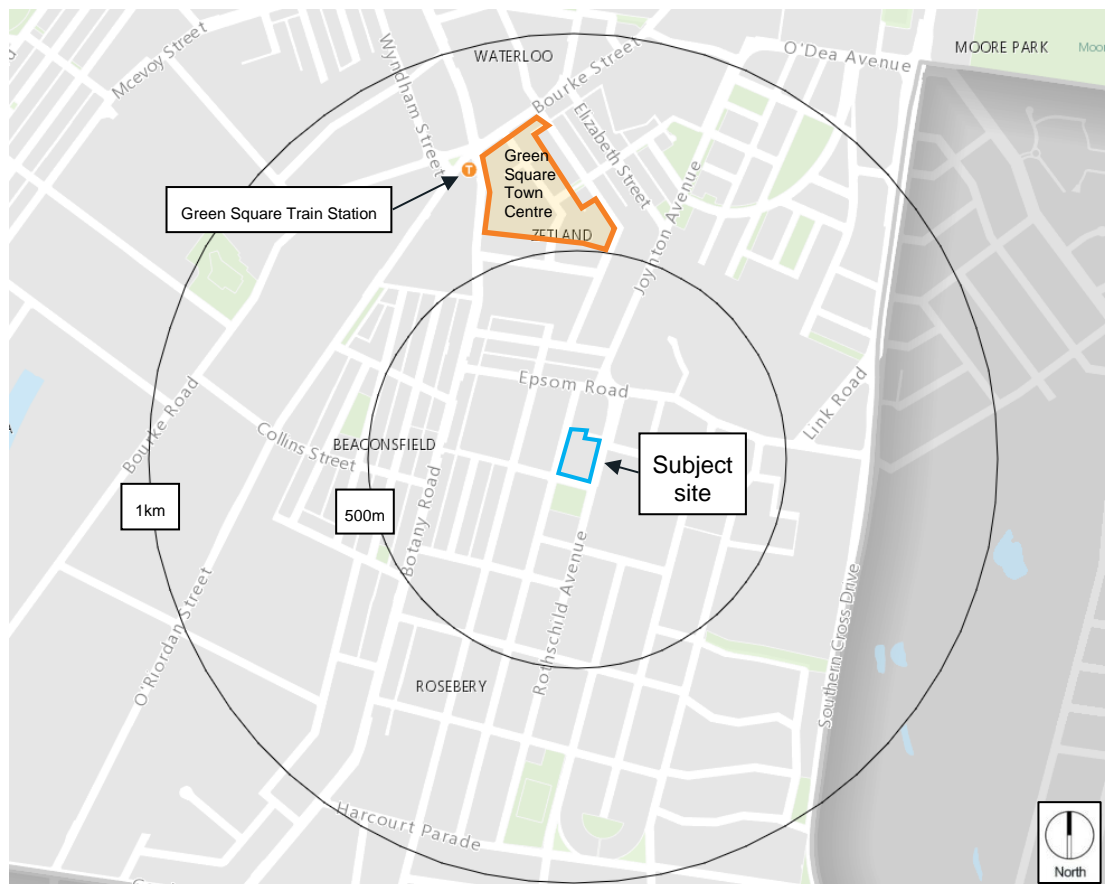 Mcevoy Street
Wyndham Street
WATERLOO
Bourke Street
O'Dea Avenue
MOORE PARK
Elizabeth Street
T
Green
Square
Town
Centre
Green Square Train Station
ZETLAND
Joynton Avenue
Epsom Road
Link Road
Bourke Road
Collins Street
BEACONSFIELD
Botany Road
Subject
site
1km
500m
Rothschild Avenue
O'Riordan Street
Southern Cross Drive
ROSEBERY
Harcourt Parade
North